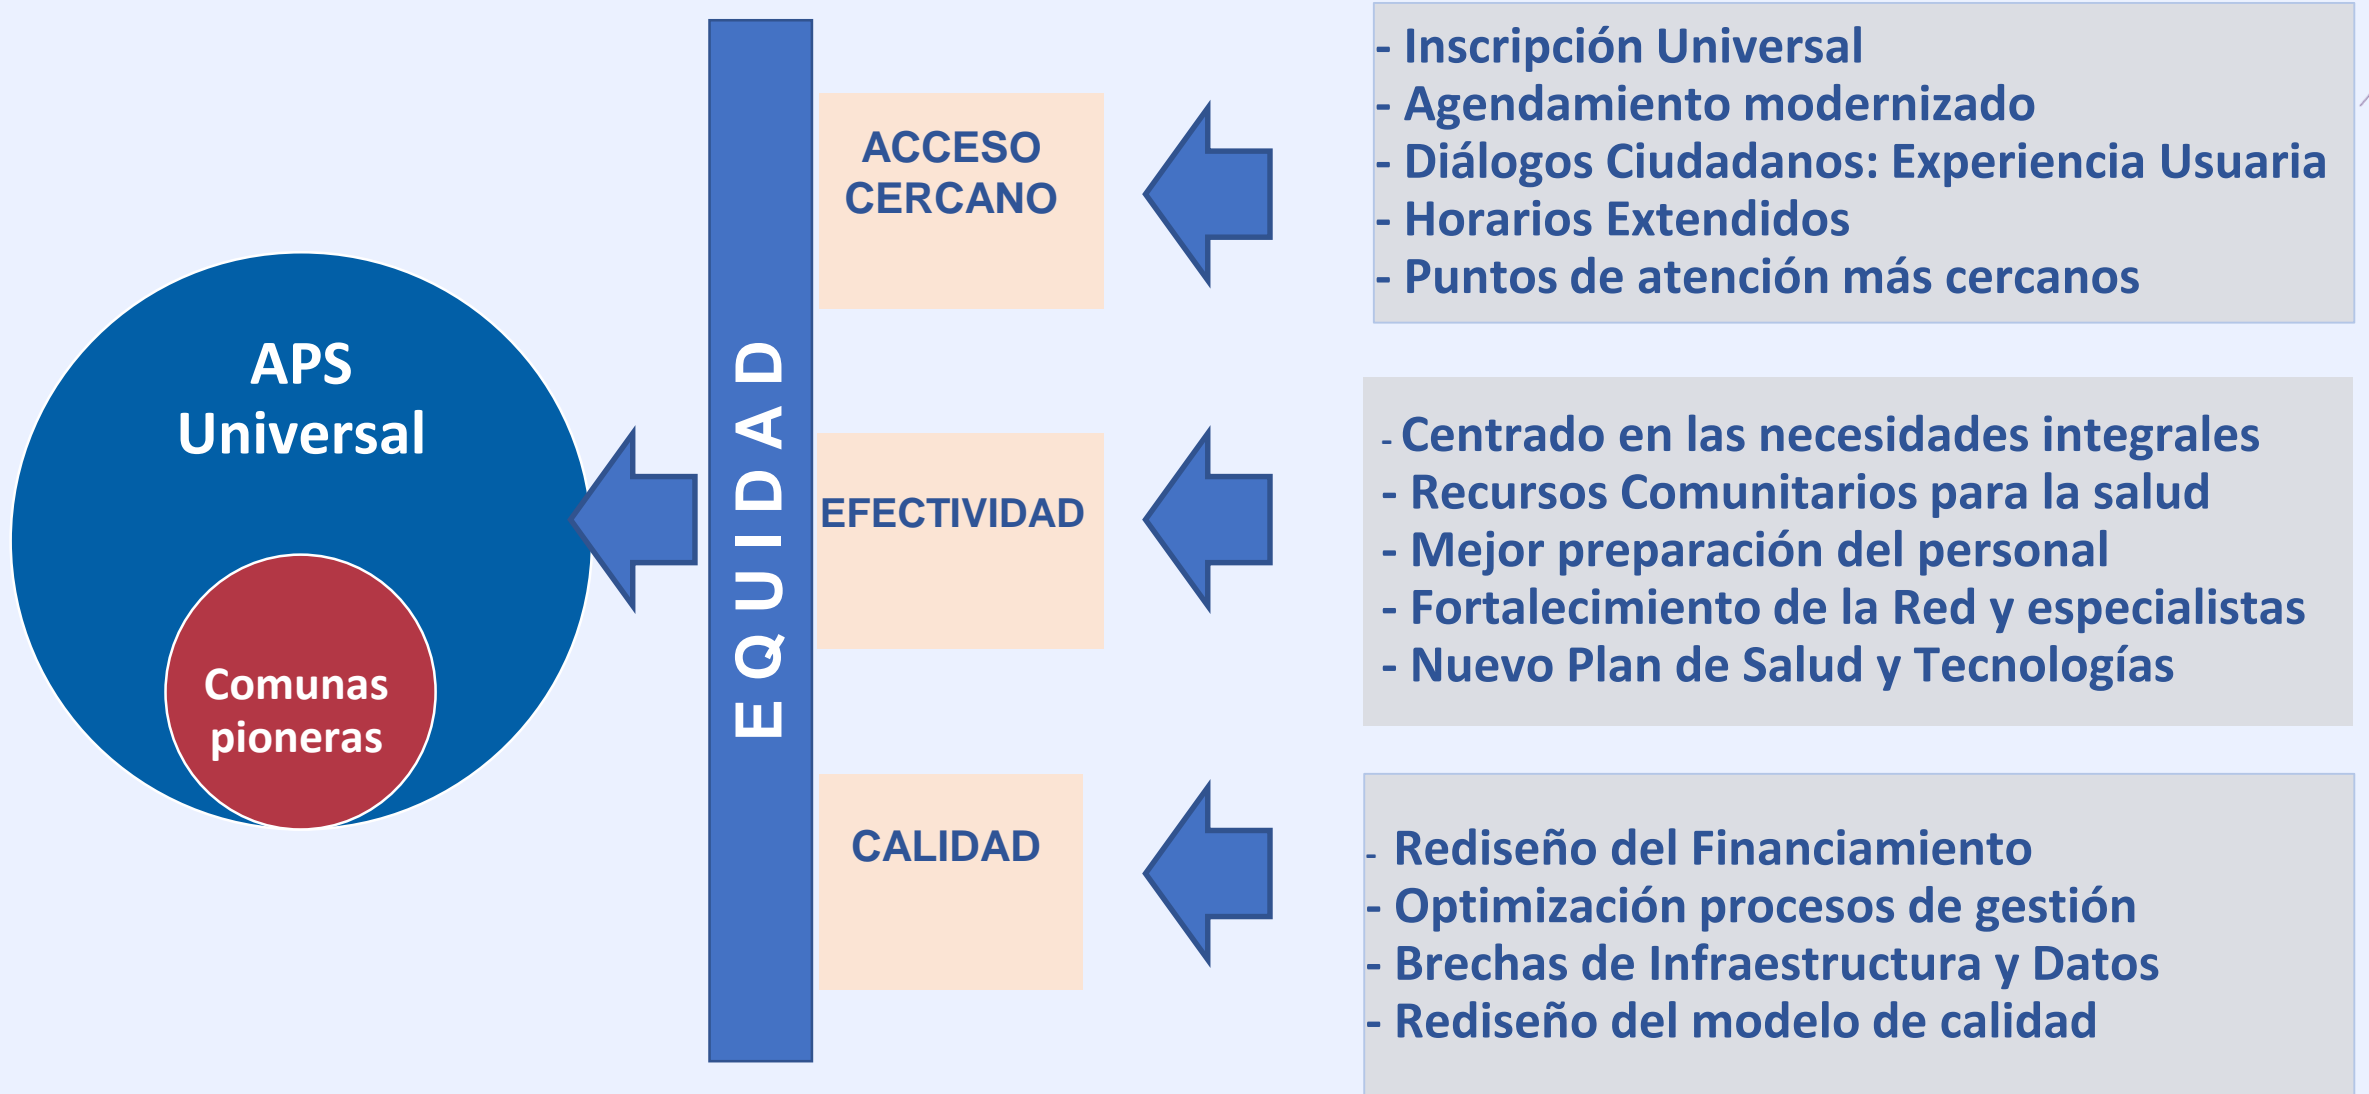 APS
Universal
Comunas
pioneras
EQUIDAD
ACCESO
CERCANO
- Inscripción Universal
- Agendamiento modernizado
- Diálogos Ciudadanos: Experiencia Usuaria
- Horarios Extendidos
- Puntos de atención más cercanos
EFECTIVIDAD
- Centrado en las necesidades integrales
- Recursos Comunitarios para la salud
- Mejor preparación del personal
- Fortalecimiento de la Red y especialistas
- Nuevo Plan de Salud y Tecnologías
CALIDAD
- Rediseño del Financiamiento
- Optimización procesos de gestión
- Brechas de Infraestructura y Datos
- Rediseño del modelo de calidad